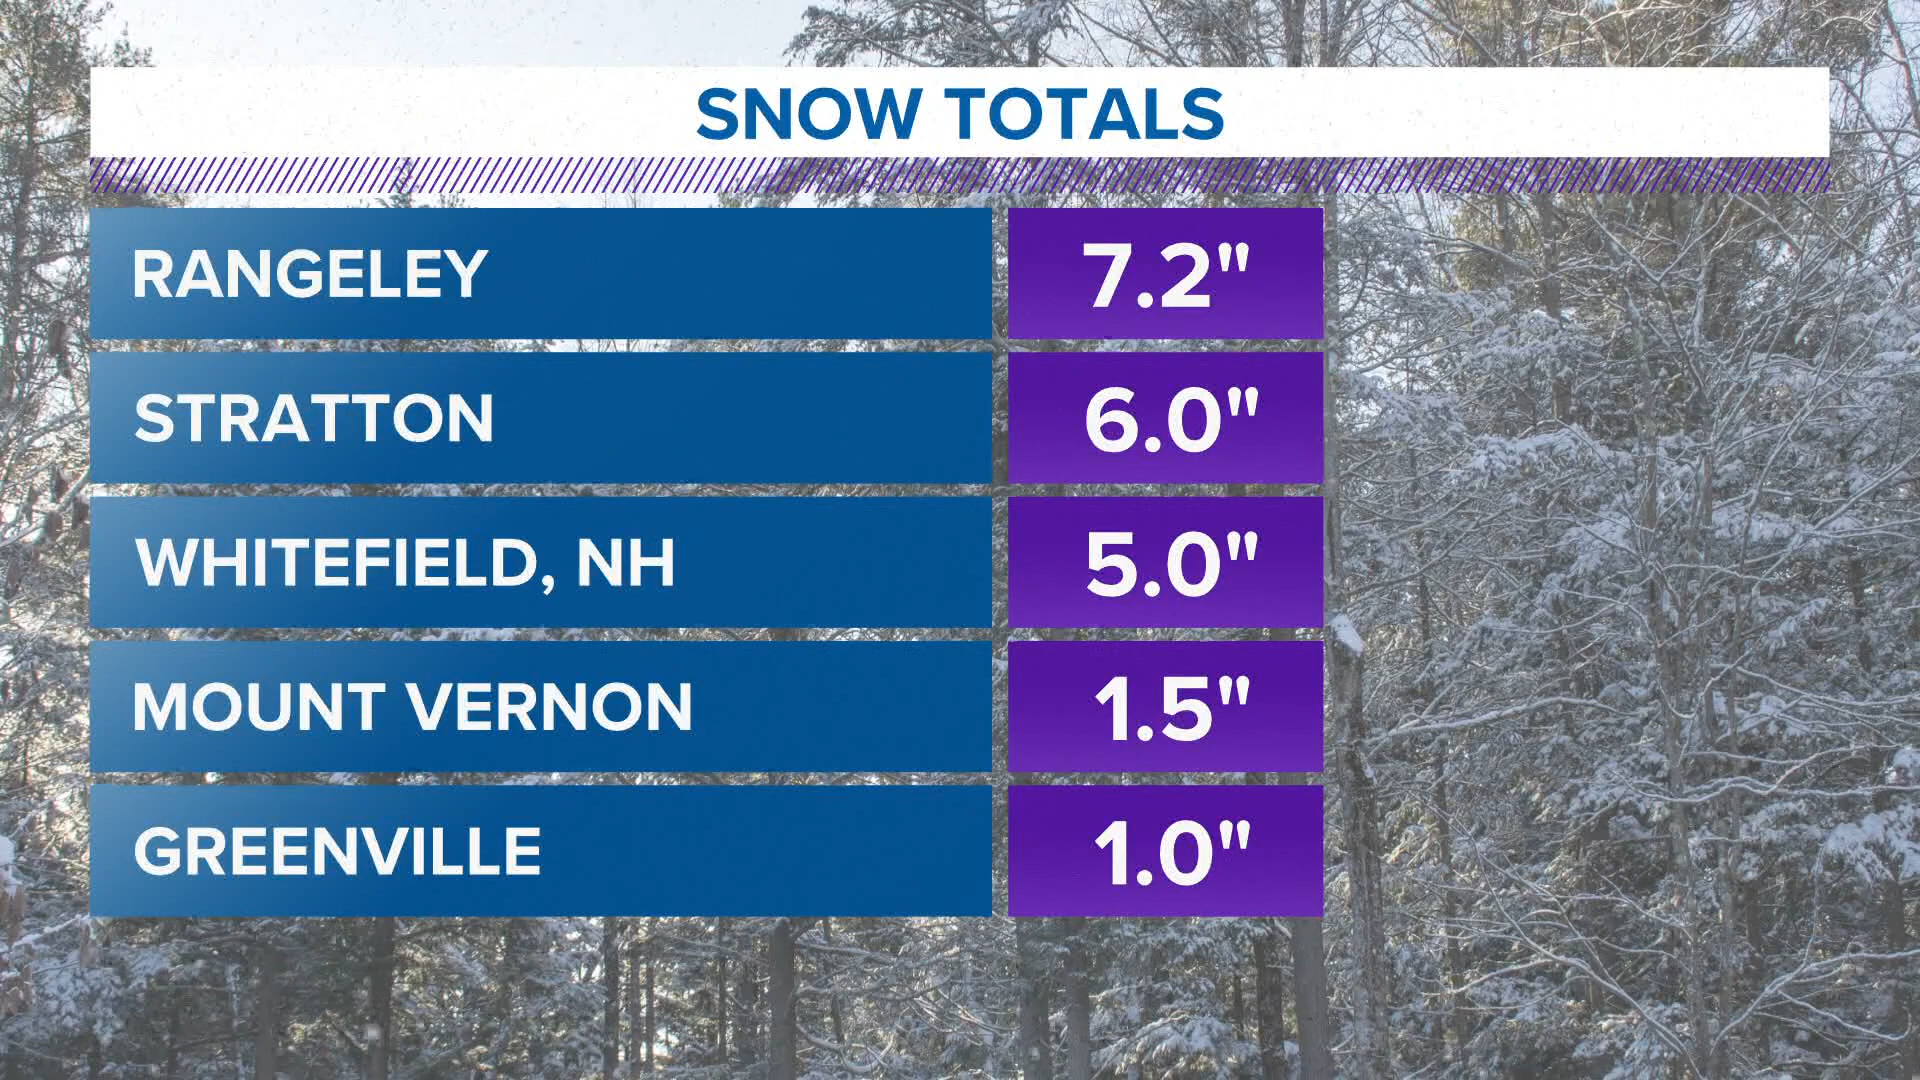 SNOW TOTALS
RANGELEY 7.2"
STRATTON 6.0"
WHITEFIELD, NH 5.0"
MOUNT VERNON 1.5"
GREENVILLE 1.0"